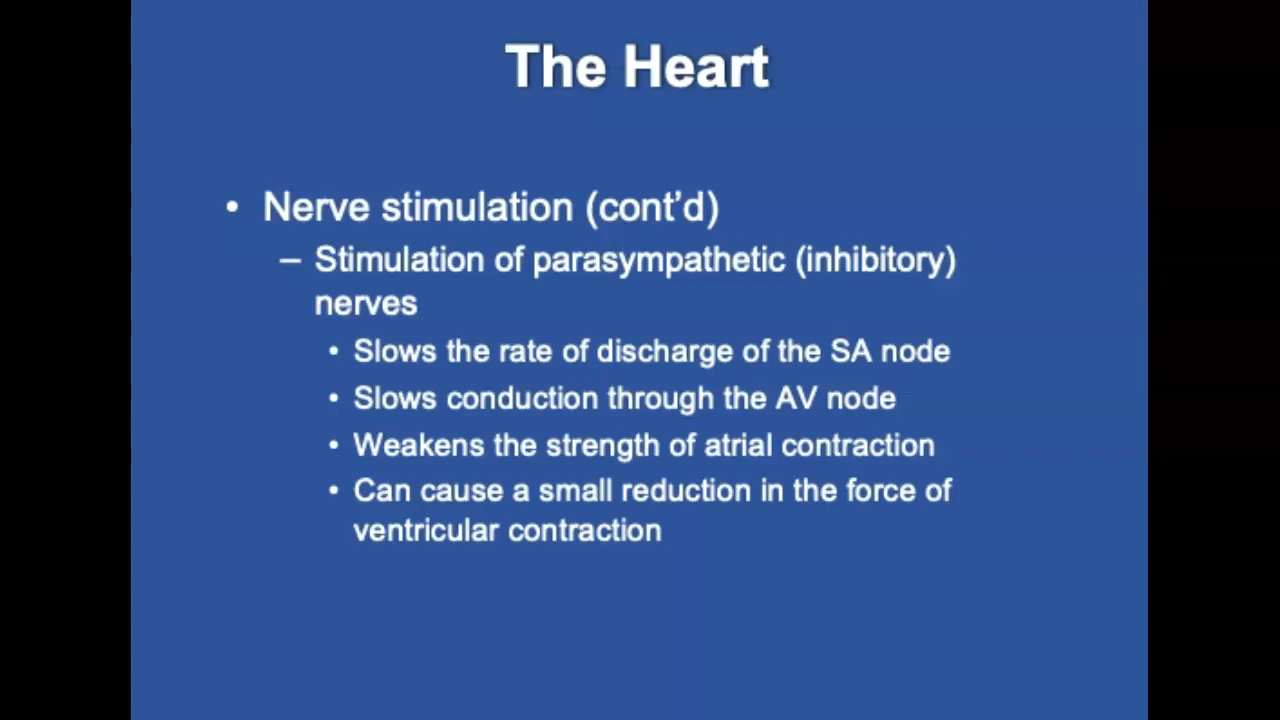 The Heart
• Nerve stimulation (cont’d)
– Stimulation of parasympathetic (inhibitory)
nerves
• Slows the rate of discharge of the SA node
• Slows conduction through the AV node
• Weakens the strength of atrial contraction
• Can cause a small reduction in the force of
ventricular contraction